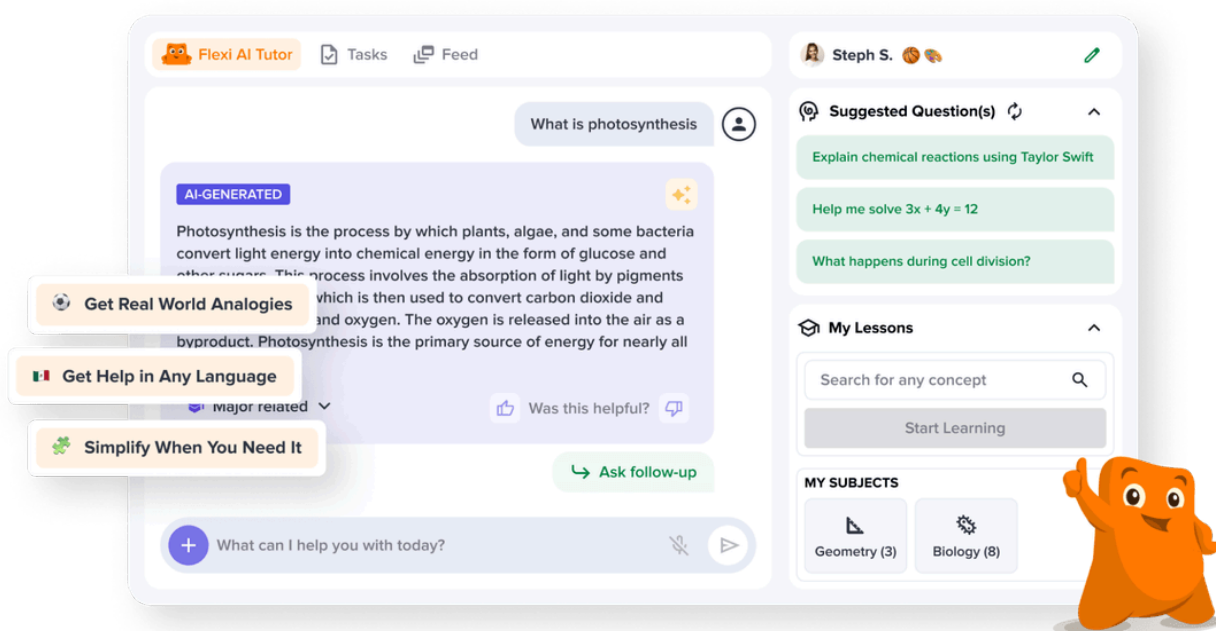 Flexi AI Tutor
Tasks
Feed
What is photosynthesis
AI-GENERATED
Photosynthesis is the process by which plants, algae, and some bacteria
convert light energy into chemical energy in the form of glucose and
other sugars. This process involves the absorption of light by pigments
which is then used to convert carbon dioxide and
and oxygen. The oxygen is released into the air as a
byproduct. Photosynthesis is the primary source of energy for nearly all
Major related
Was this helpful?
Ask follow-up
What can I help you with today?
Get Real World Analogies
Get Help in Any Language
Simplify When You Need It
Steph S.
Suggested Question(s)
Explain chemical reactions using Taylor Swift
Help me solve 3x + 4y = 12
What happens during cell division?
My Lessons
Search for any concept
Start Learning
MY SUBJECTS
Geometry (3)
Biology (8)